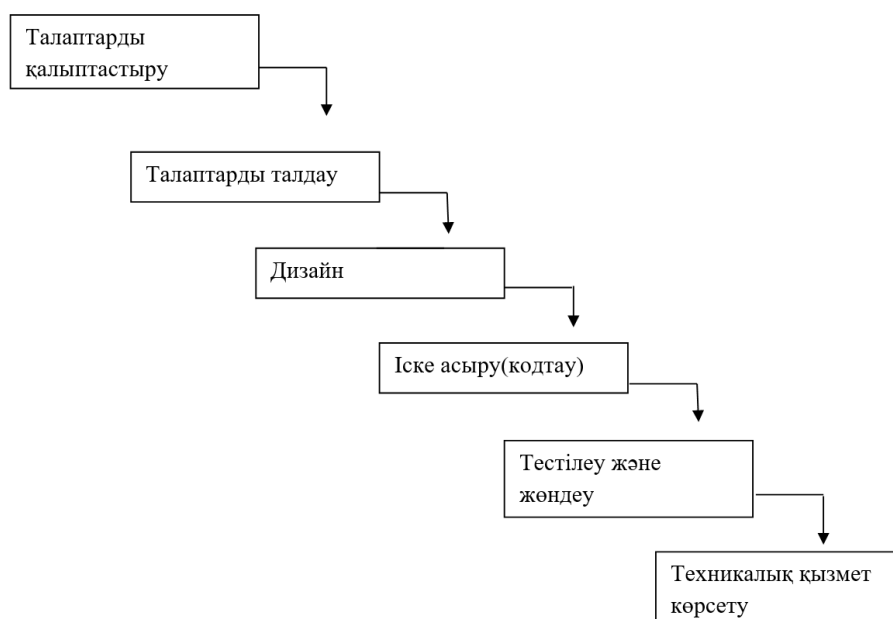 Талаптарды
қалыптастыру
Талаптарды талдау
Дизайн
Іске асыру(кодтау)
Тестілеу және
жөндеу
Техникалық қызмет
көрсету